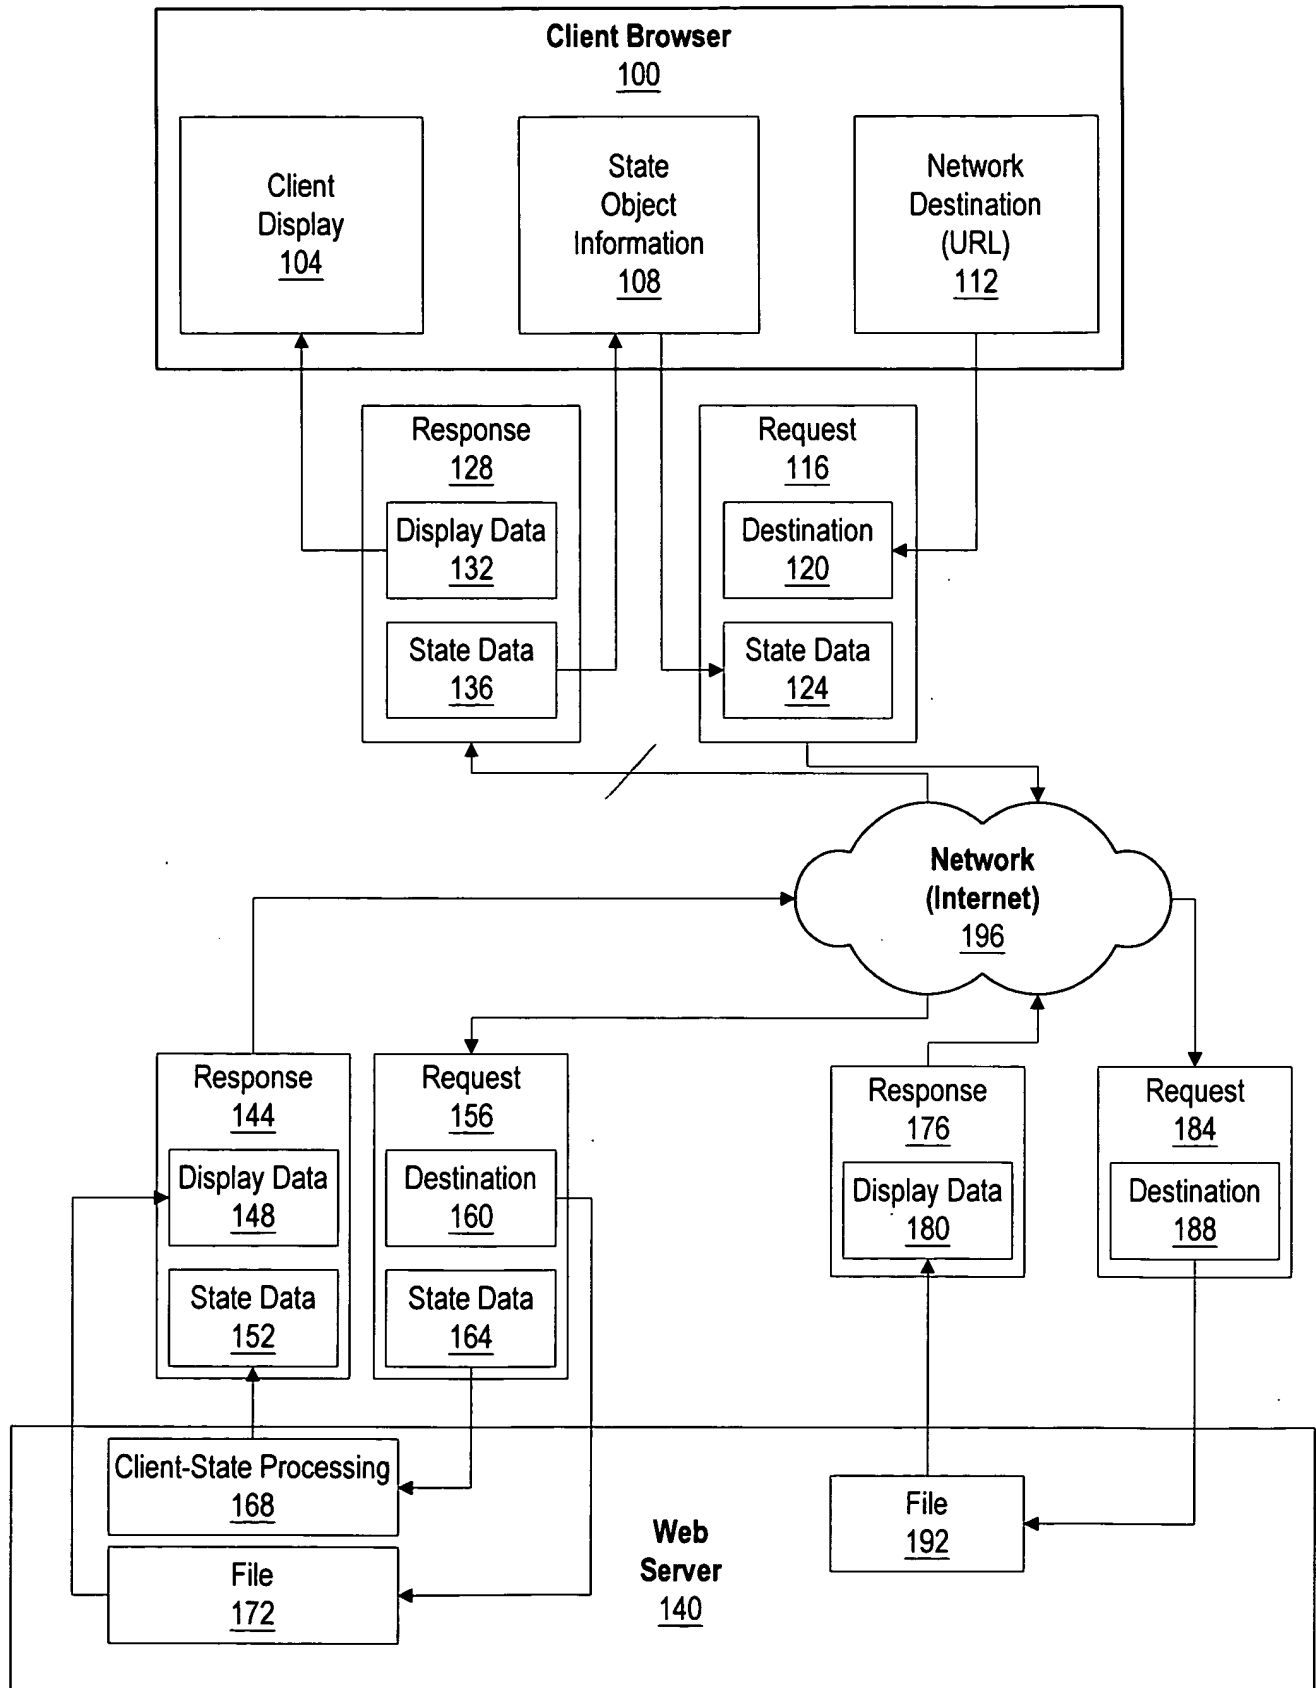 Client Browser
100
Client
Display
104
State
Object
Information
108
Network
Destination
(URL)
112
Response
128
Display Data
132
State Data
136
Request
116
Destination
120
State Data
124
Network
(Internet)
196
Response
144
Display Data
148
State Data
152
Request
156
Destination
160
State Data
164
Response
176
Display Data
180
Request
184
Destination
188
Client-State Processing
168
File
172
Web
Server
140
File
192